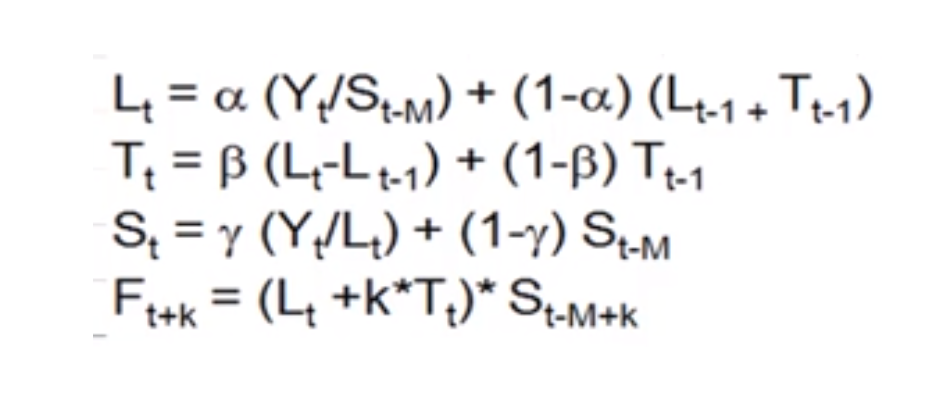 Lₜ = α (Yₜ/Sₜ₋M) + (1-α) (Lₜ₋₁ + Tₜ₋₁)
Tₜ = β (Lₜ-L ₜ₋₁) + (1-β) Tₜ₋₁
Sₜ = γ (Yₜ/Lₜ) + (1-γ) Sₜ₋M
Fₜ₊ₖ = (Lₜ +k*Tₜ)* Sₜ₋M₊ₖ